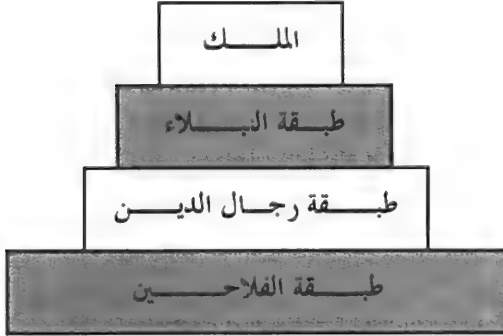 الملك
طبقة النبلاء
طبقة رجال الدين
طبقة الفلاحين